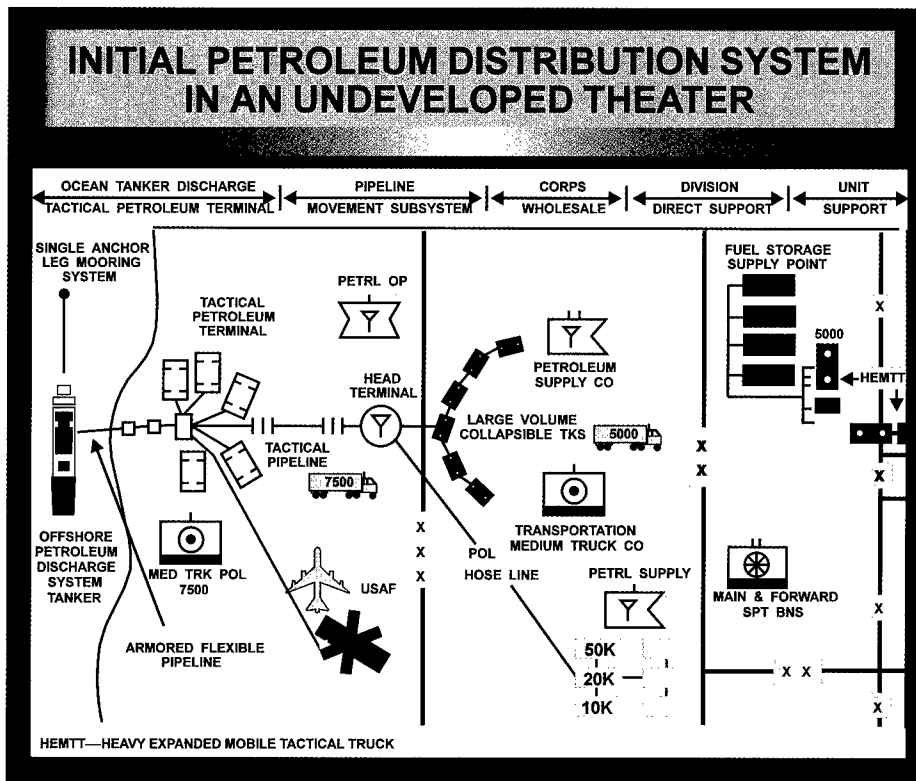 INITIAL PETROLEUM DISTRIBUTION SYSTEM
IN AN UNDEVELOPED THEATER
OCEAN TANKER DISCHARGE
TACTICAL PETROLEUM TERMINAL
PIPELINE
MOVEMENT SUBSYSTEM
CORPS
WHOLESALE
DIVISION
DIRECT SUPPORT
UNIT
SUPPORT
SINGLE ANCHOR
LEG MOORING
SYSTEM
TACTICAL
PETROLEUM
TERMINAL
PETRL OP
HEAD
TERMINAL
TACTICAL
PIPELINE
7500
OFFSHORE
PETROLEUM
DISCHARGE
SYSTEM
TANKER
MED TRK POL
7500
ARMORED FLEXIBLE
PIPELINE
USAF
X
X
X
PETROLEUM
SUPPLY CO
LARGE VOLUME
COLLAPSIBLE TKS
5000
TRANSPORTATION
MEDIUM TRUCK CO
POL
HOSE LINE
PETRL SUPPLY
50K
20K
10K
X
X
FUEL STORAGE
SUPPLY POINT
5000
HEMTT
MAIN & FORWARD
SPT BNS
X X
X
X
X
X
HEMTT—HEAVY EXPANDED MOBILE TACTICAL TRUCK